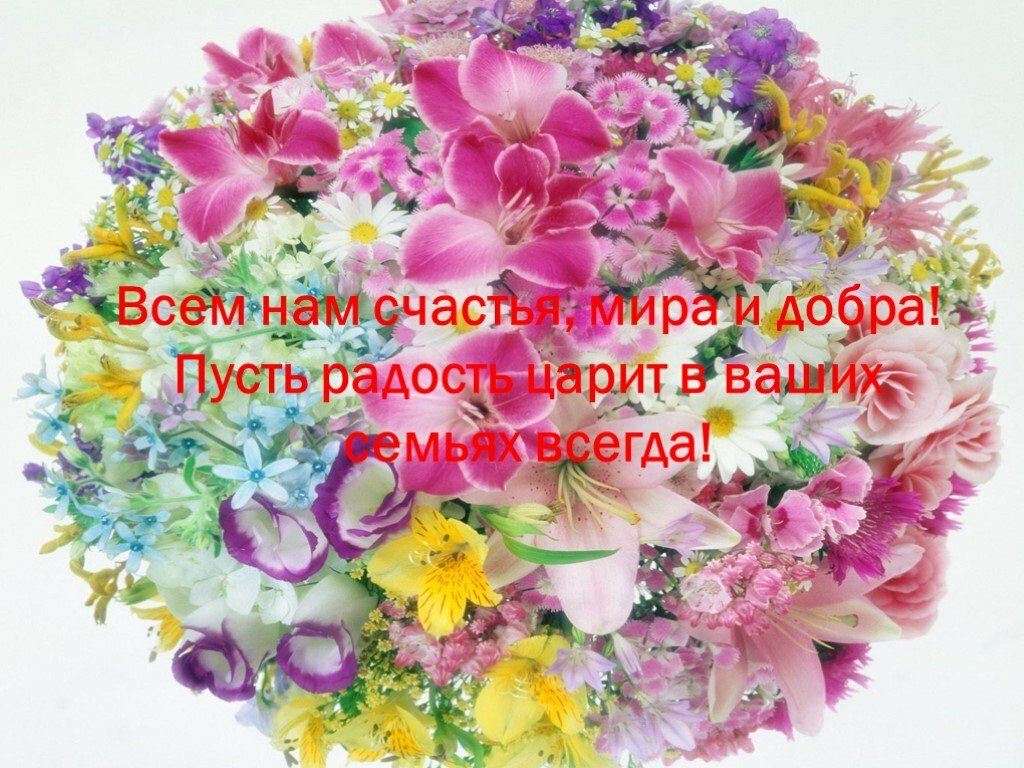 Всем нам счастья, мира и добра!
Пусть радость царит в ваших
семьях всегда!